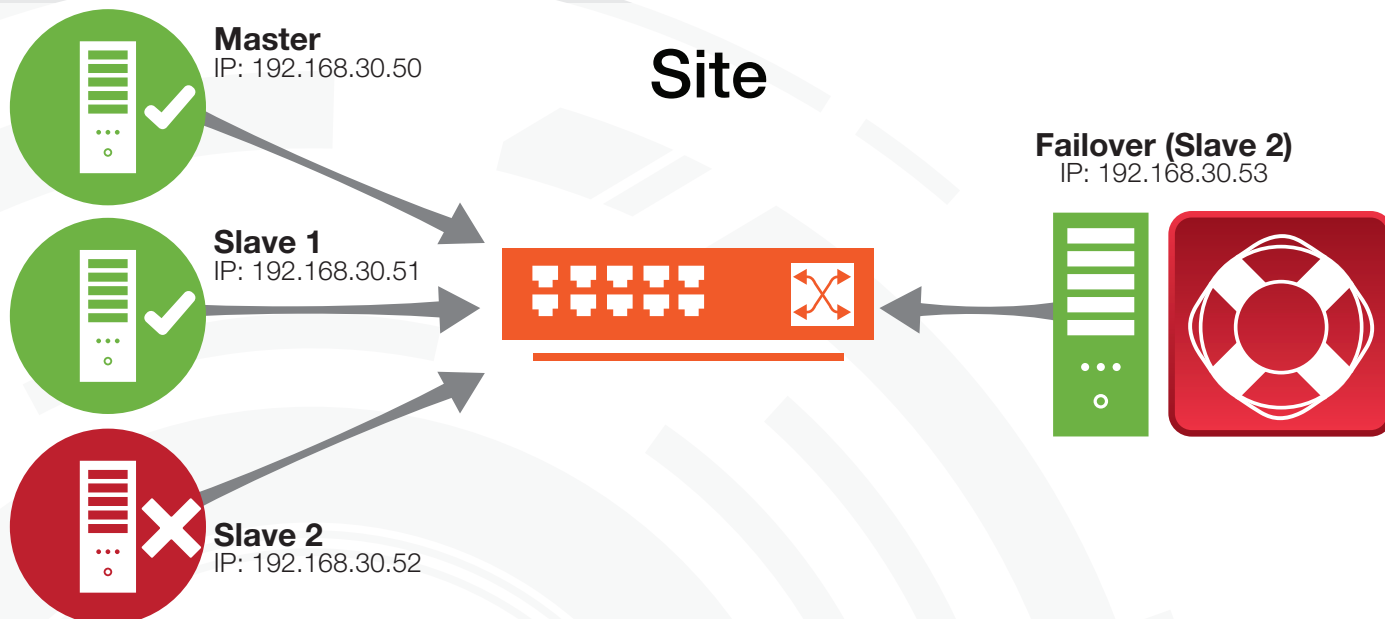 Master
IP: 192.168.30.50
Site
Failover (Slave 2)
IP: 192.168.30.53
Slave 1
IP: 192.168.30.51
Slave 2
IP: 192.168.30.52